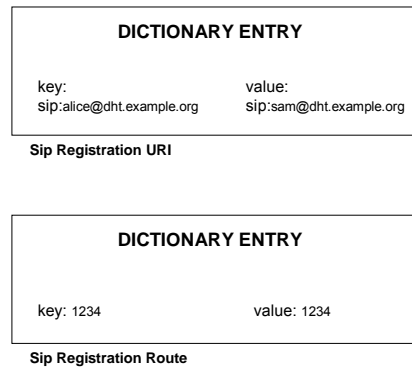 DICTIONARY ENTRY
key: value:
sip:alice@dht.example.org sip:sam@dht.example.org
Sip Registration URI
DICTIONARY ENTRY
key: 1234 value: 1234
Sip Registration Route